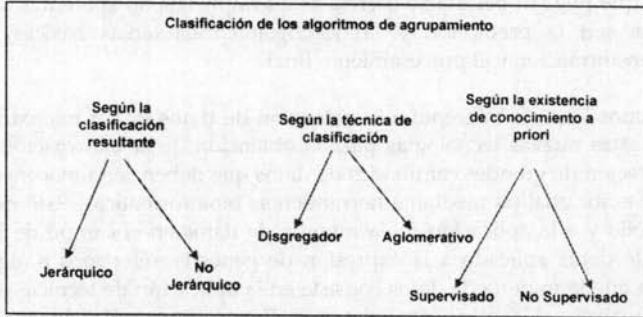 Clasificación de los algoritmos de agrupamiento
Según la
clasificación
resultante
Según la técnica de
clasificación
Según la existencia
de conocimiento a
priori
Disgregador
Aglomerativo
Jerárquico
No
Jerárquico
Supervisado
No Supervisado